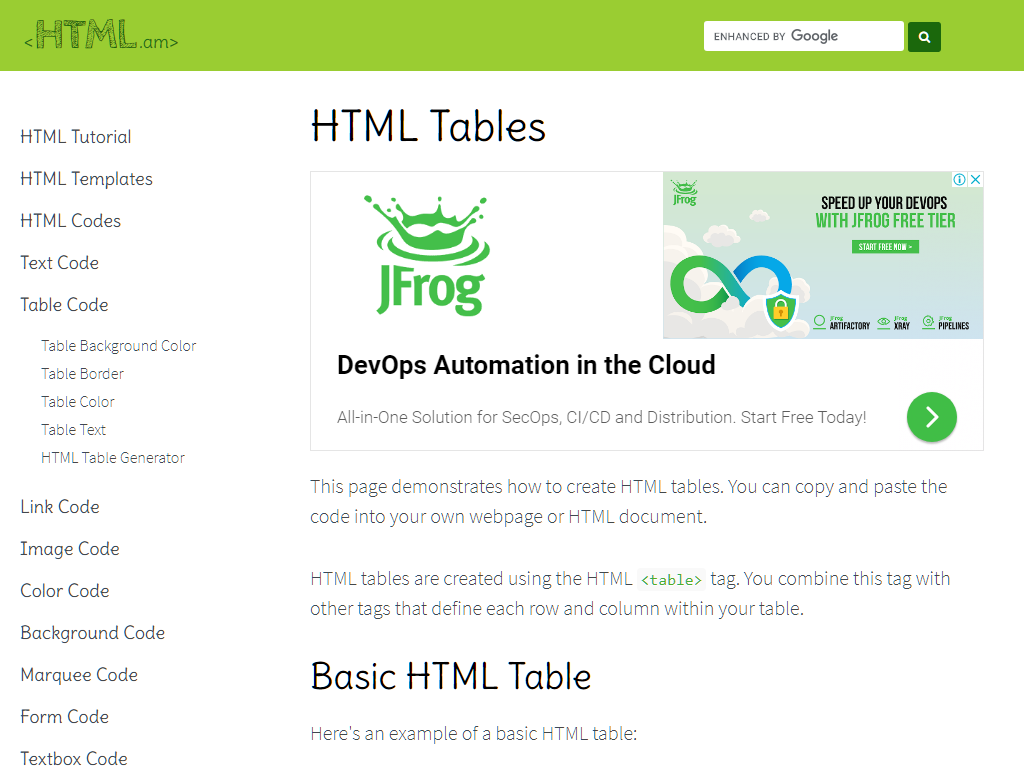 <HTML.am>
ENHANCED BY Google
HTML Tutorial
HTML Templates
HTML Codes
Text Code
Table Code
Table Background Color
Table Border
Table Color
Table Text
HTML Table Generator
Link Code
Image Code
Color Code
Background Code
Marquee Code
Form Code
Textbox Code
HTML Tables
JFrog
JFrog
SPEED UP YOUR DEVOPS
WITH JFROG FREE TIER
START FREE NOW >
JFrog ARTIFACTORY
JFrog XRAY
JFrog PIPELINES
DevOps Automation in the Cloud
All-in-One Solution for SecOps, CI/CD and Distribution. Start Free Today!
This page demonstrates how to create HTML tables. You can copy and paste the
code into your own webpage or HTML document.
HTML tables are created using the HTML <table> tag. You combine this tag with
other tags that define each row and column within your table.
Basic HTML Table
Here's an example of a basic HTML table: